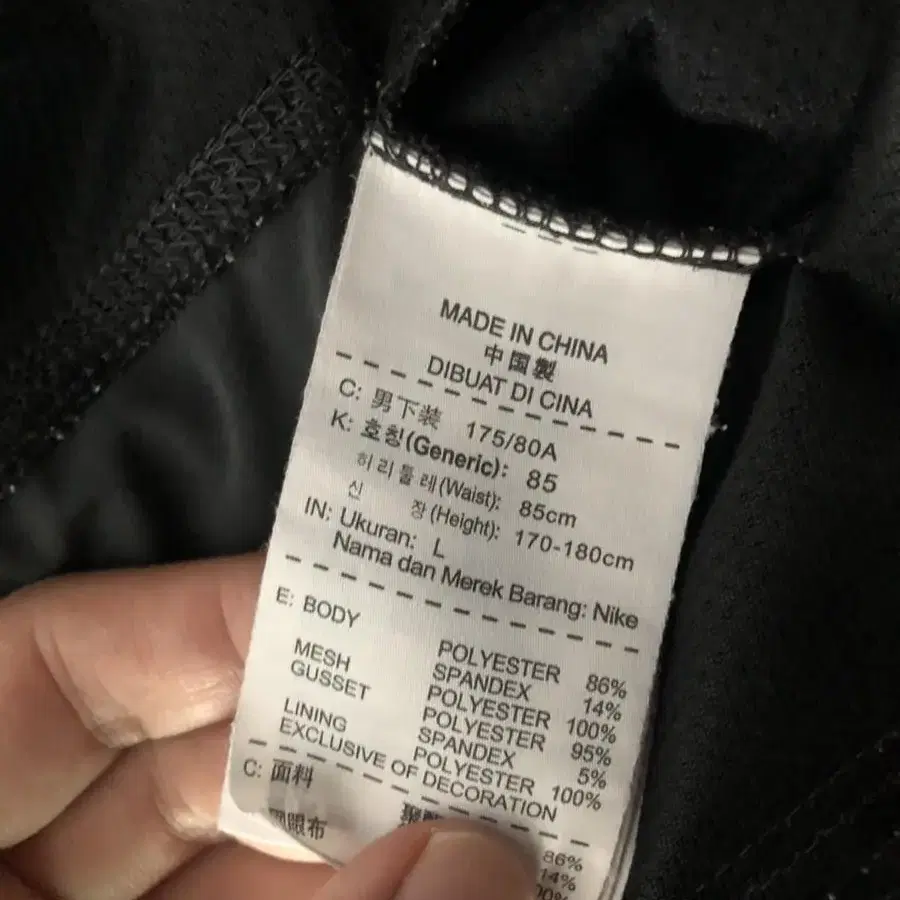 MADE IN CHINA
中国製
DIBUAT DI CINA
C: 男下装 175/80A
K: 호칭(Generic): 85
허리둘레(Waist): 85cm
신 장(Height): 170-180cm
IN: Ukuran: L
Nama dan Merek Barang: Nike
E: BODY POLYESTER 86%
SPANDEX 14%
MESH POLYESTER 100%
GUSSET POLYESTER 95%
SPANDEX 5%
LINING POLYESTER 100%
EXCLUSIVE OF DECORATION
C: 面料 86%
14%
网眼布